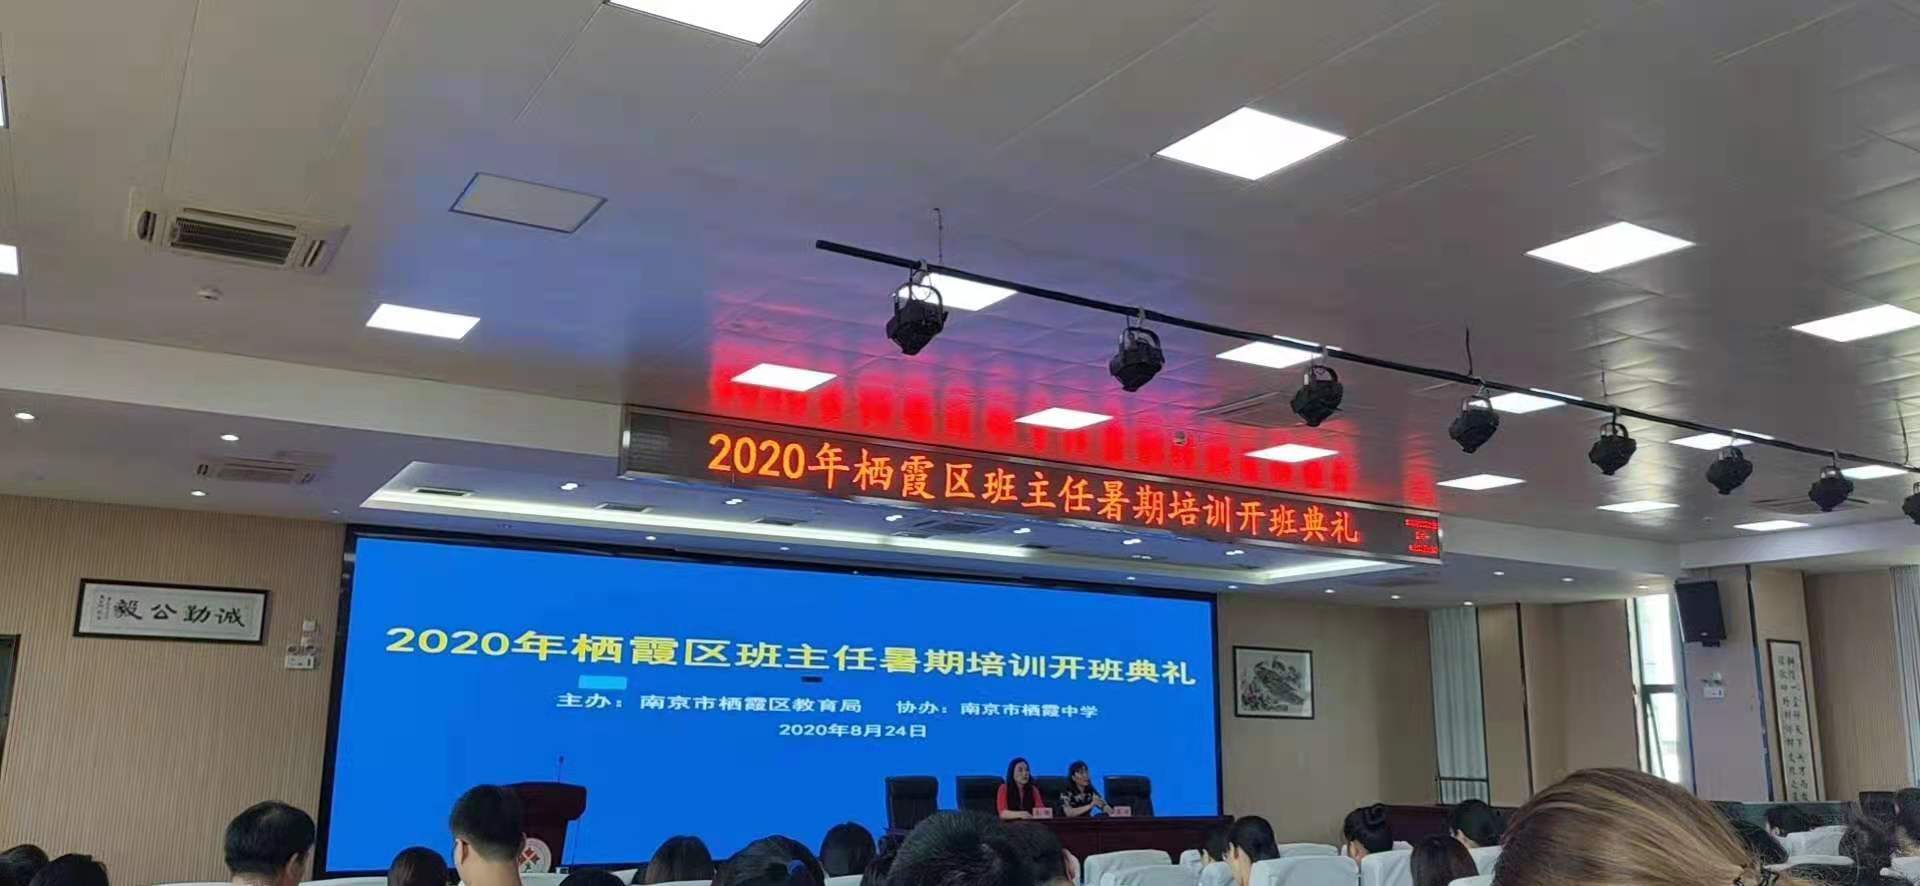 2020年栖霞区班主任暑期培训开班典礼
诚勤公毅
2020年栖霞区班主任暑期培训开班典礼
主办：南京市栖霞区教育局 协办：南京市栖霞中学
2020年8月24日